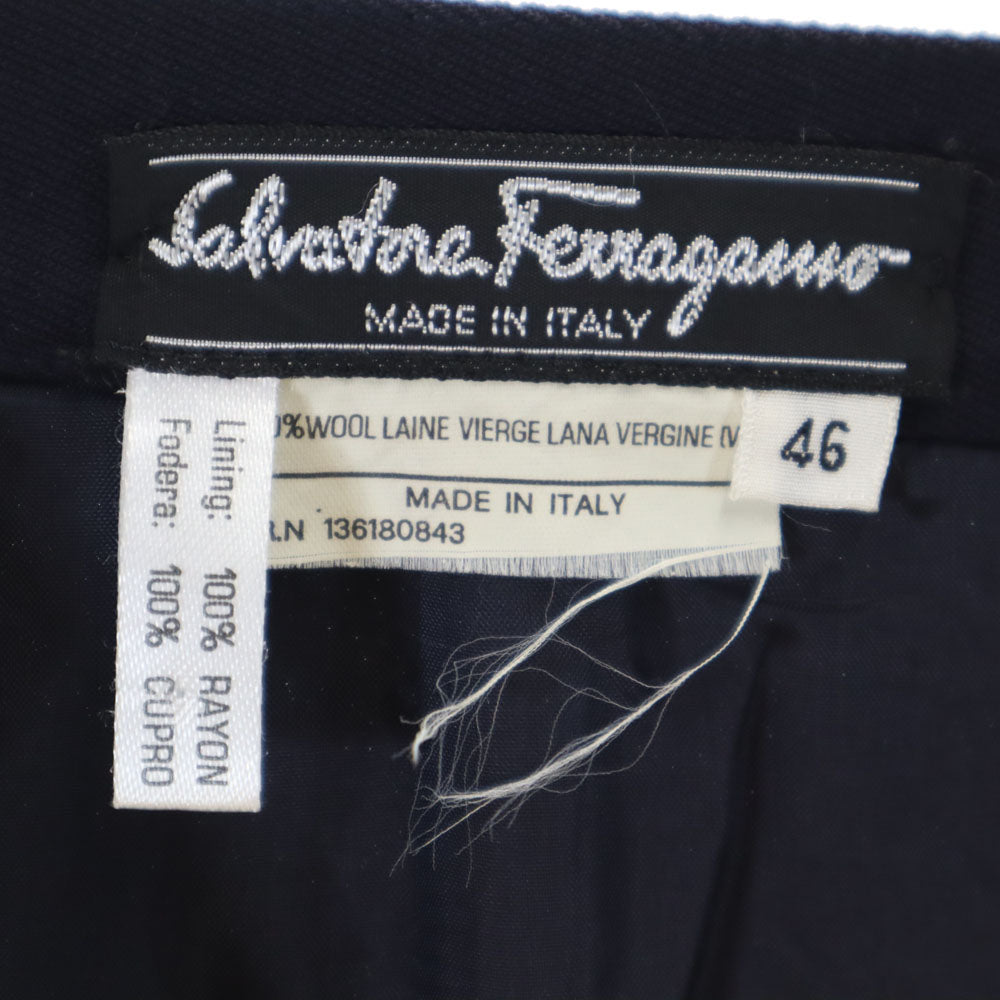 Salvatore Ferragamo
MADE IN ITALY
0% WOOL LAINE VIERGE LANA VERGINE (V
MADE IN ITALY
R.N 136180843
46
Lining: 100% RAYON
Fodera: 100% CUPRO